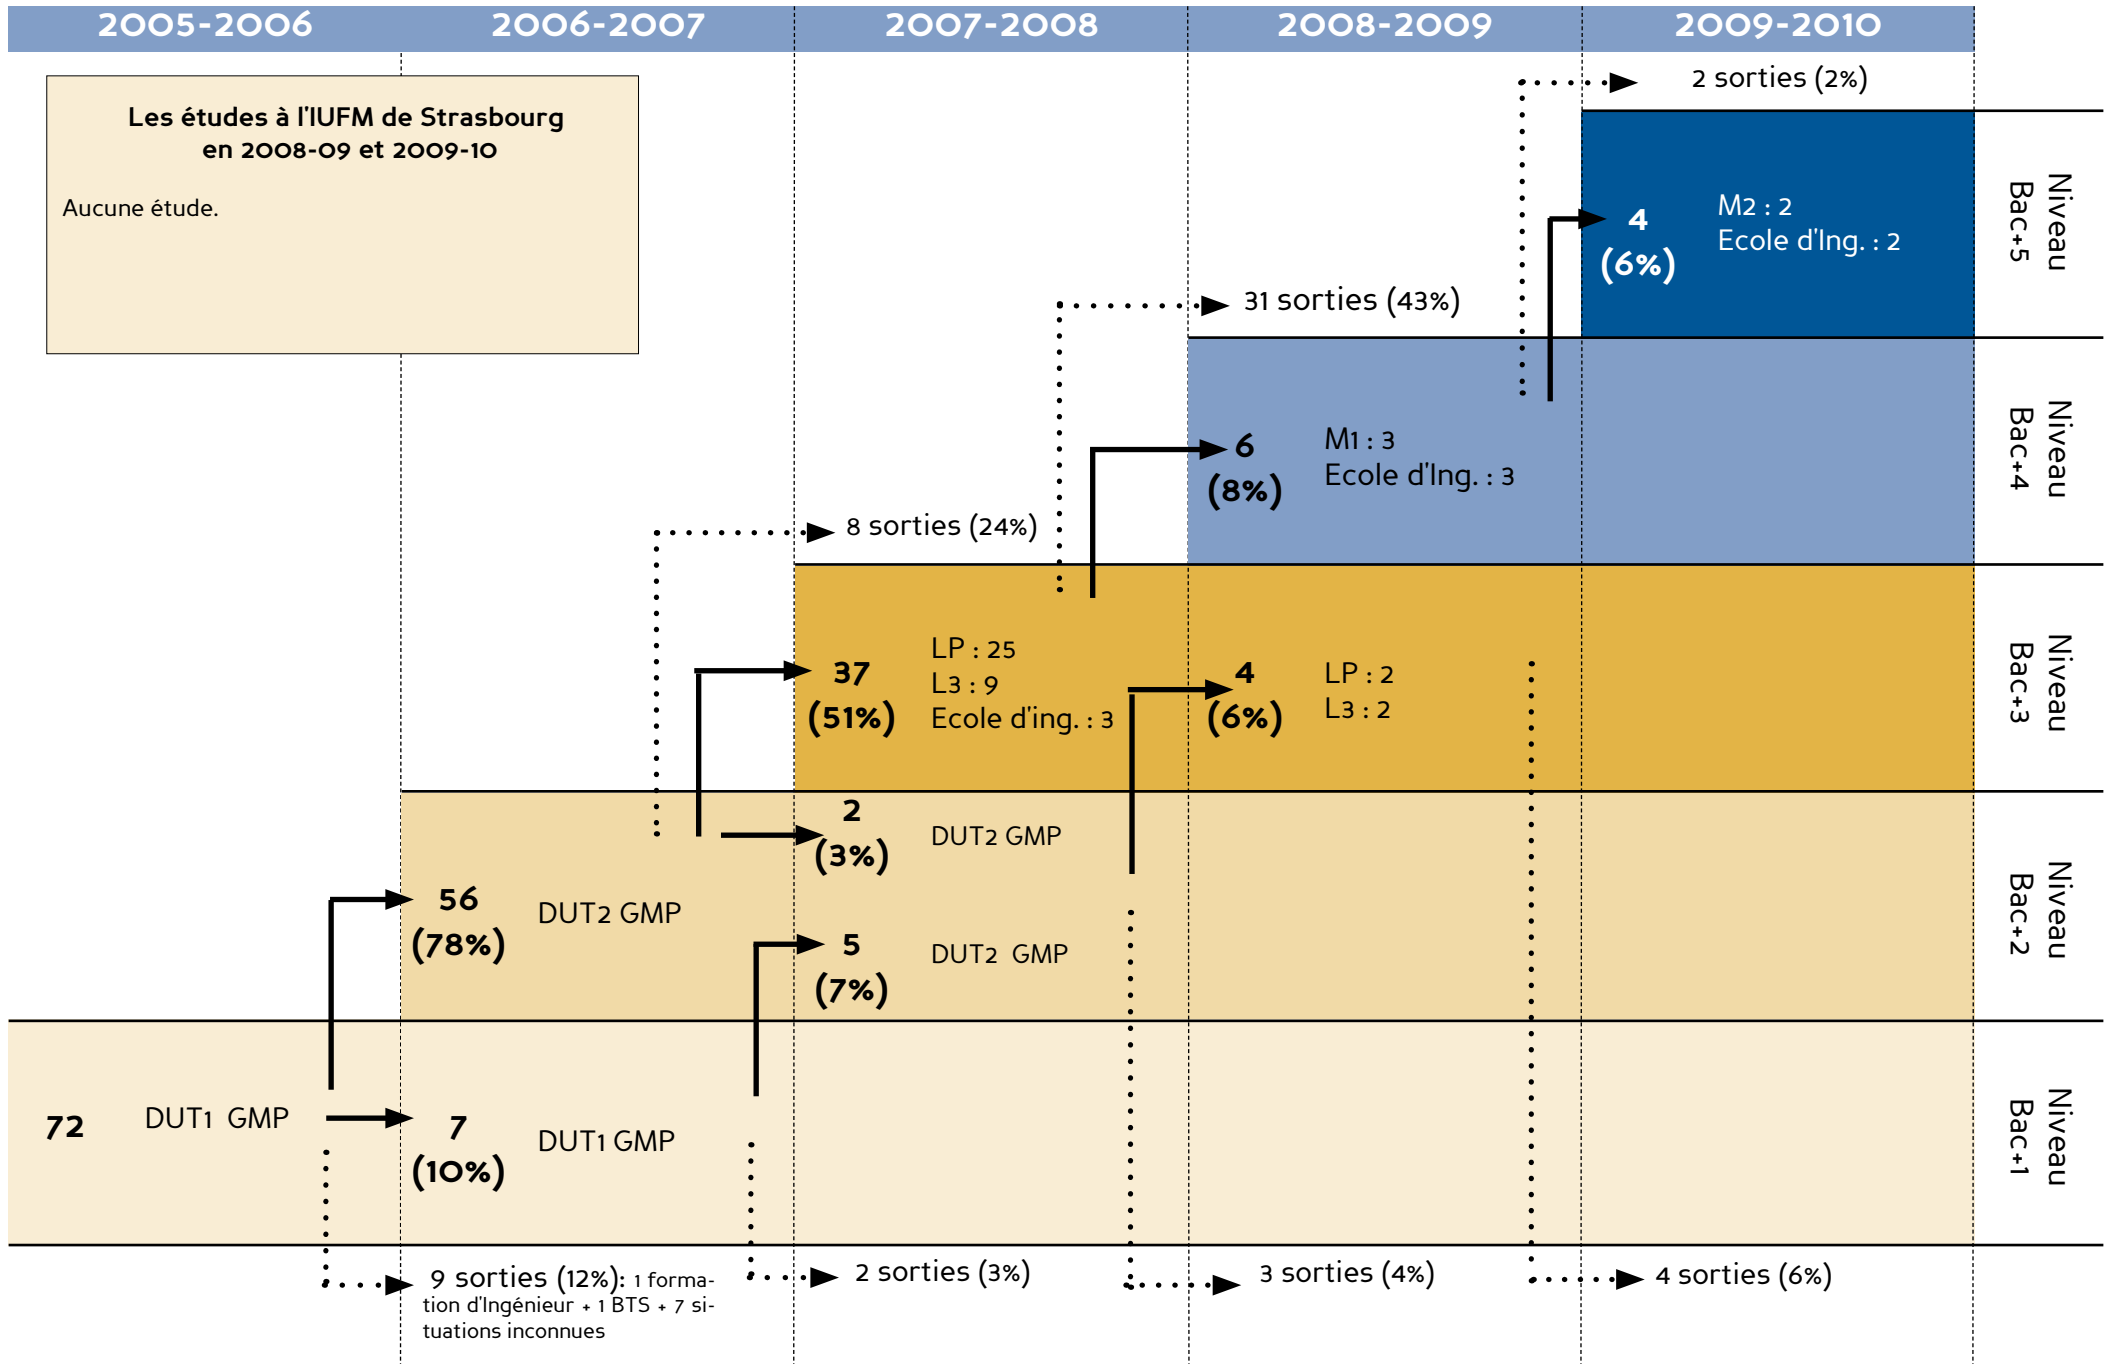 2005-2006
2006-2007
2007-2008
2008-2009
2009-2010
Les études à l'IUFM de Strasbourg
en 2008-09 et 2009-10
Aucune étude.
2 sorties (2%)
4
(6%)
M2 : 2
Ecole d'Ing. : 2
Niveau
Bac+5
31 sorties (43%)
6
(8%)
M1 : 3
Ecole d'Ing. : 3
Niveau
Bac+4
8 sorties (24%)
37
(51%)
LP : 25
L3 : 9
Ecole d'ing. : 3
4
(6%)
LP : 2
L3 : 2
Niveau
Bac+3
2
(3%)
DUT2 GMP
56
(78%)
DUT2 GMP
5
(7%)
DUT2  GMP
Niveau
Bac+2
72
DUT1  GMP
7
(10%)
DUT1 GMP
Niveau
Bac+1
9 sorties (12%): 1 forma-
tion d'Ingénieur + 1 BTS + 7 si-
tuations inconnues
2 sorties (3%)
3 sorties (4%)
4 sorties (6%)